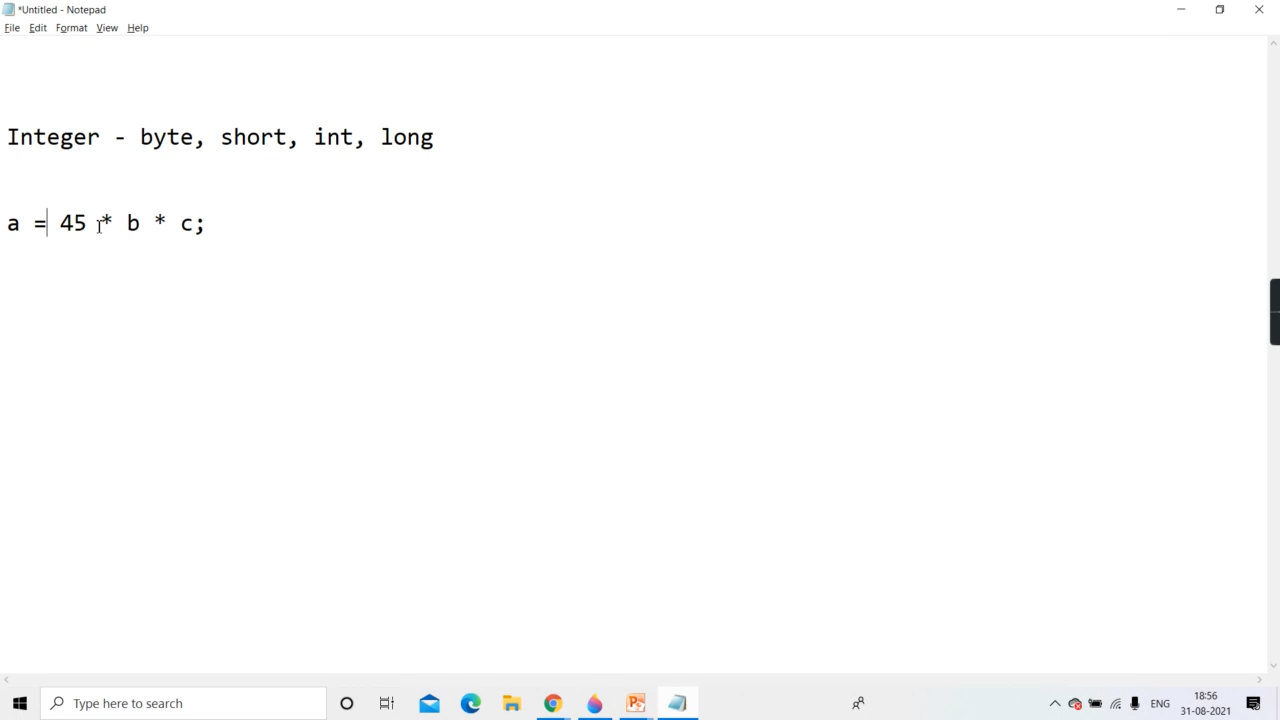 *Untitled - Notepad
File Edit Format View Help
Integer - byte, short, int, long
a = 45 * b * c;
Type here to search
ENG
18:56
31-08-2021